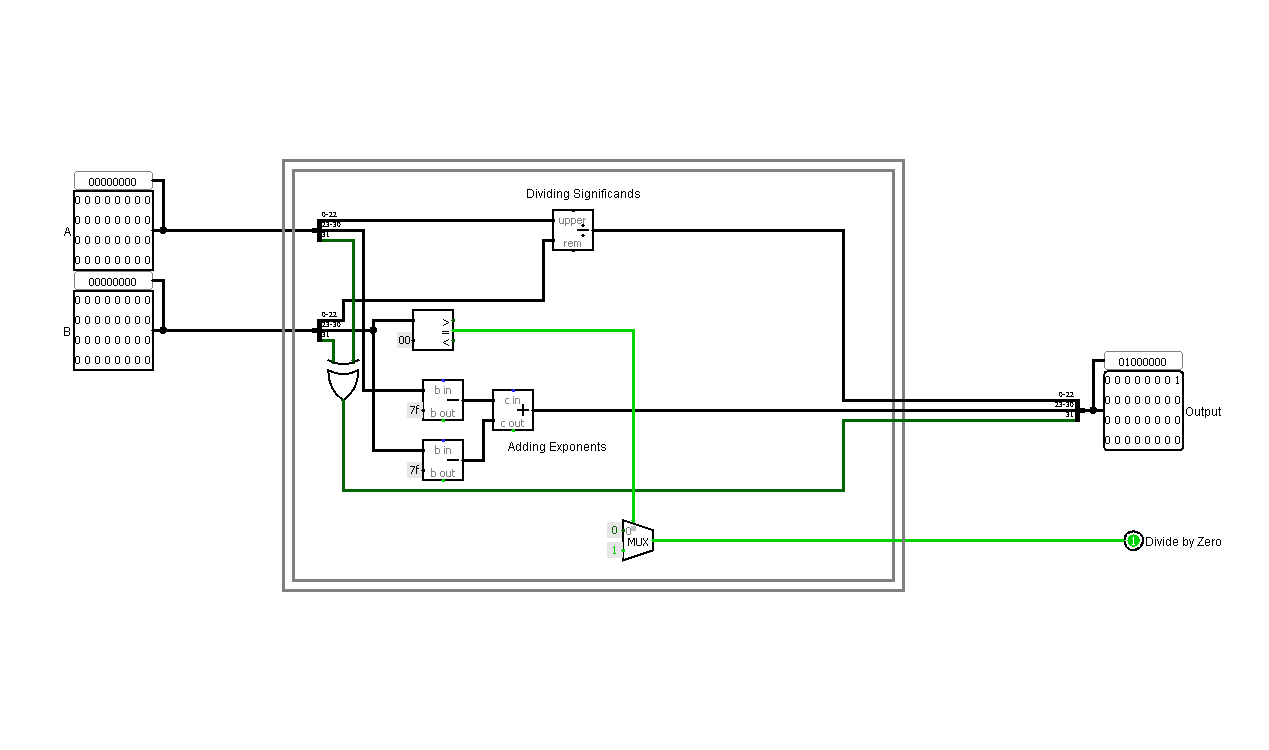 Dividing Significands
00000000
0 0 0 0 0 0 0 0
0 0 0 0 0 0 0 0
A
0 0 0 0 0 0 0 0
0 0 0 0 0 0 0 0
0-22
23-30
31
upper
÷
rem
00000000
0 0 0 0 0 0 0 0
0 0 0 0 0 0 0 0
B
0 0 0 0 0 0 0 0
0 0 0 0 0 0 0 0
0-22
23-30
31
>
=
<
00
b in
7f
b out
c in
+
c out
Adding Exponents
b in
7f
b out
01000000
0 0 0 0 0 0 0 1
0 0 0 0 0 0 0 0
0 0 0 0 0 0 0 0
0 0 0 0 0 0 0 0
0-22
23-30
31
Output
0
0
1
MUX
1
Divide by Zero